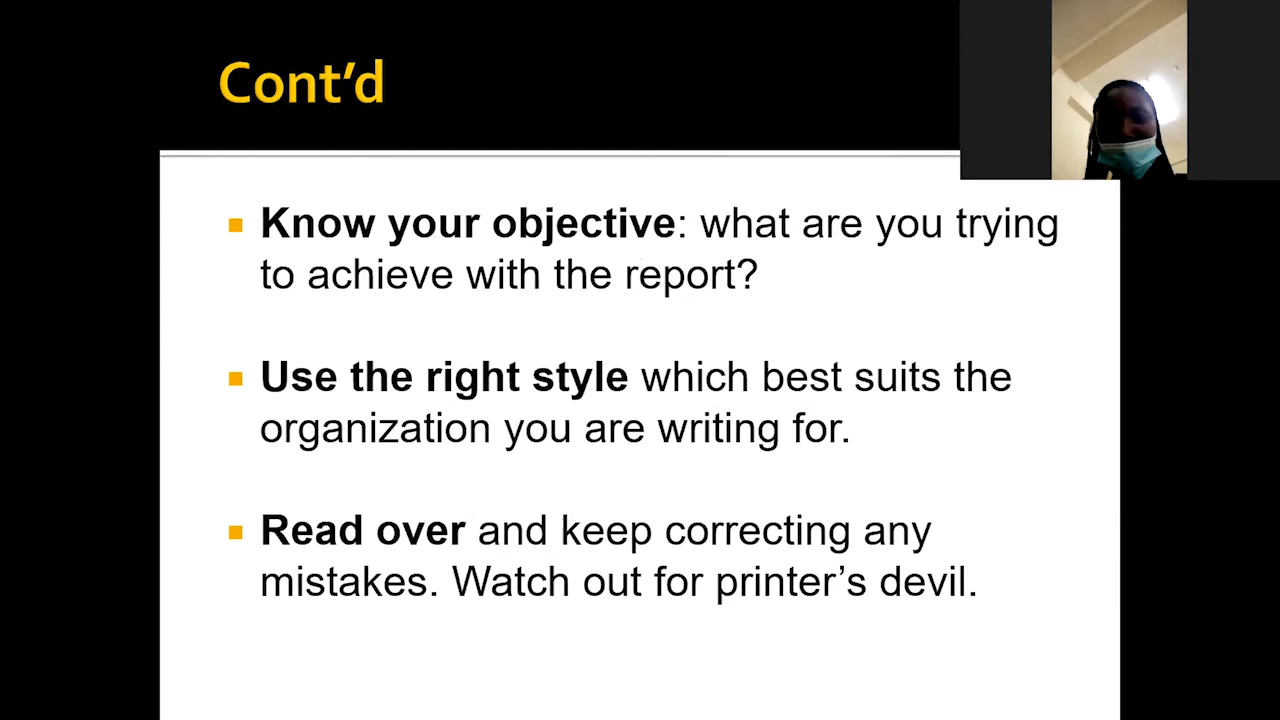 Cont’d
Know your objective: what are you trying
to achieve with the report?
Use the right style which best suits the
organization you are writing for.
Read over and keep correcting any
mistakes. Watch out for printer’s devil.